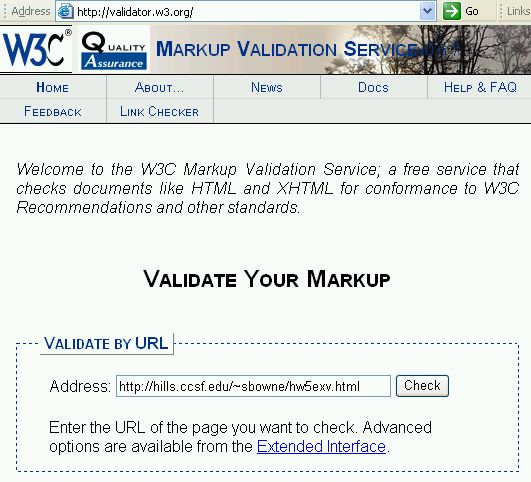 Address http://validator.w3.org/ Go Links
W3C® QUALITY Assurance MARKUP VALIDATION SERVICE
HOME ABOUT... NEWS DOCS HELP & FAQ
FEEDBACK LINK CHECKER
Welcome to the W3C Markup Validation Service; a free service that
checks documents like HTML and XHTML for conformance to W3C
Recommendations and other standards.
VALIDATE YOUR MARKUP
VALIDATE BY URL
Address: http://hills.ccsf.edu/~sbowne/hw5exv.html Check
Enter the URL of the page you want to check. Advanced
options are available from the Extended Interface.